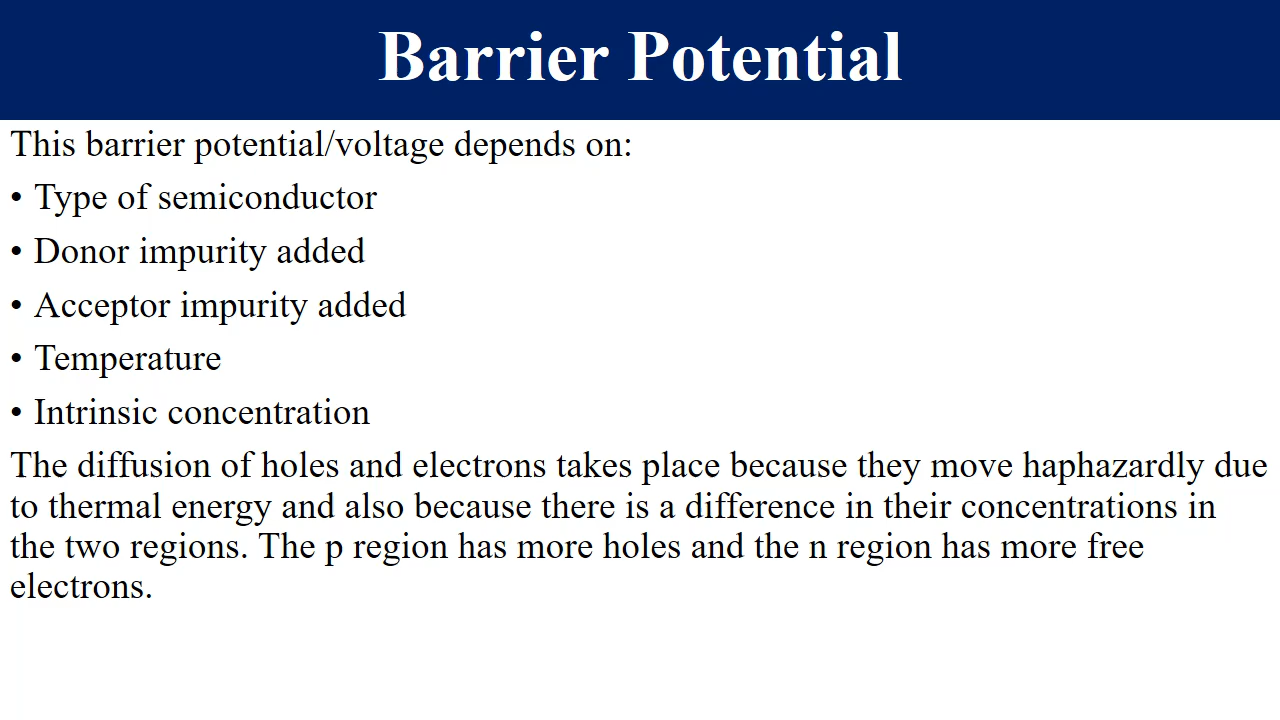 Barrier Potential
This barrier potential/voltage depends on:
• Type of semiconductor
• Donor impurity added
• Acceptor impurity added
• Temperature
• Intrinsic concentration
The diffusion of holes and electrons takes place because they move haphazardly due
to thermal energy and also because there is a difference in their concentrations in
the two regions. The p region has more holes and the n region has more free
electrons.